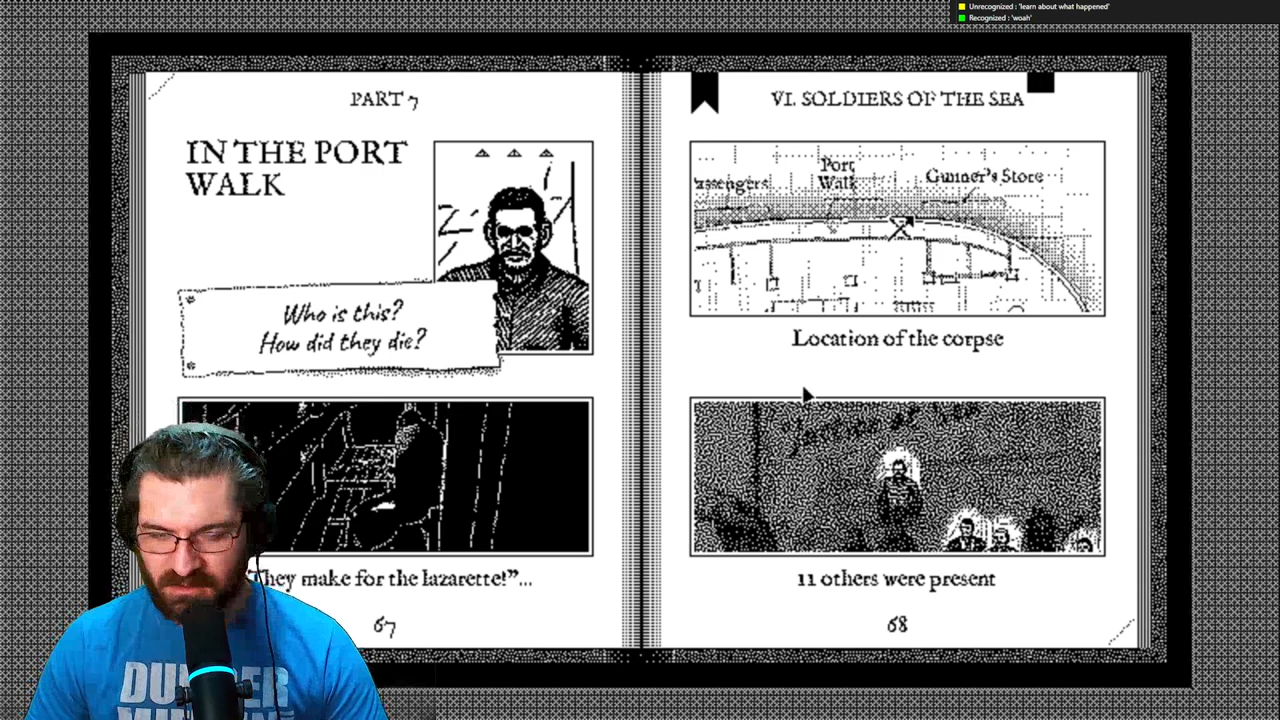 Unrecognized : 'learn about what happened'
Recognized : 'woah'
PART 7
VI. SOLDIERS OF THE SEA
IN THE PORT
WALK
Port
Walk
Gunner's Store
Who is this?
How did they die?
Location of the corpse
They make for the lazarette!”...
11 others were present
67
68